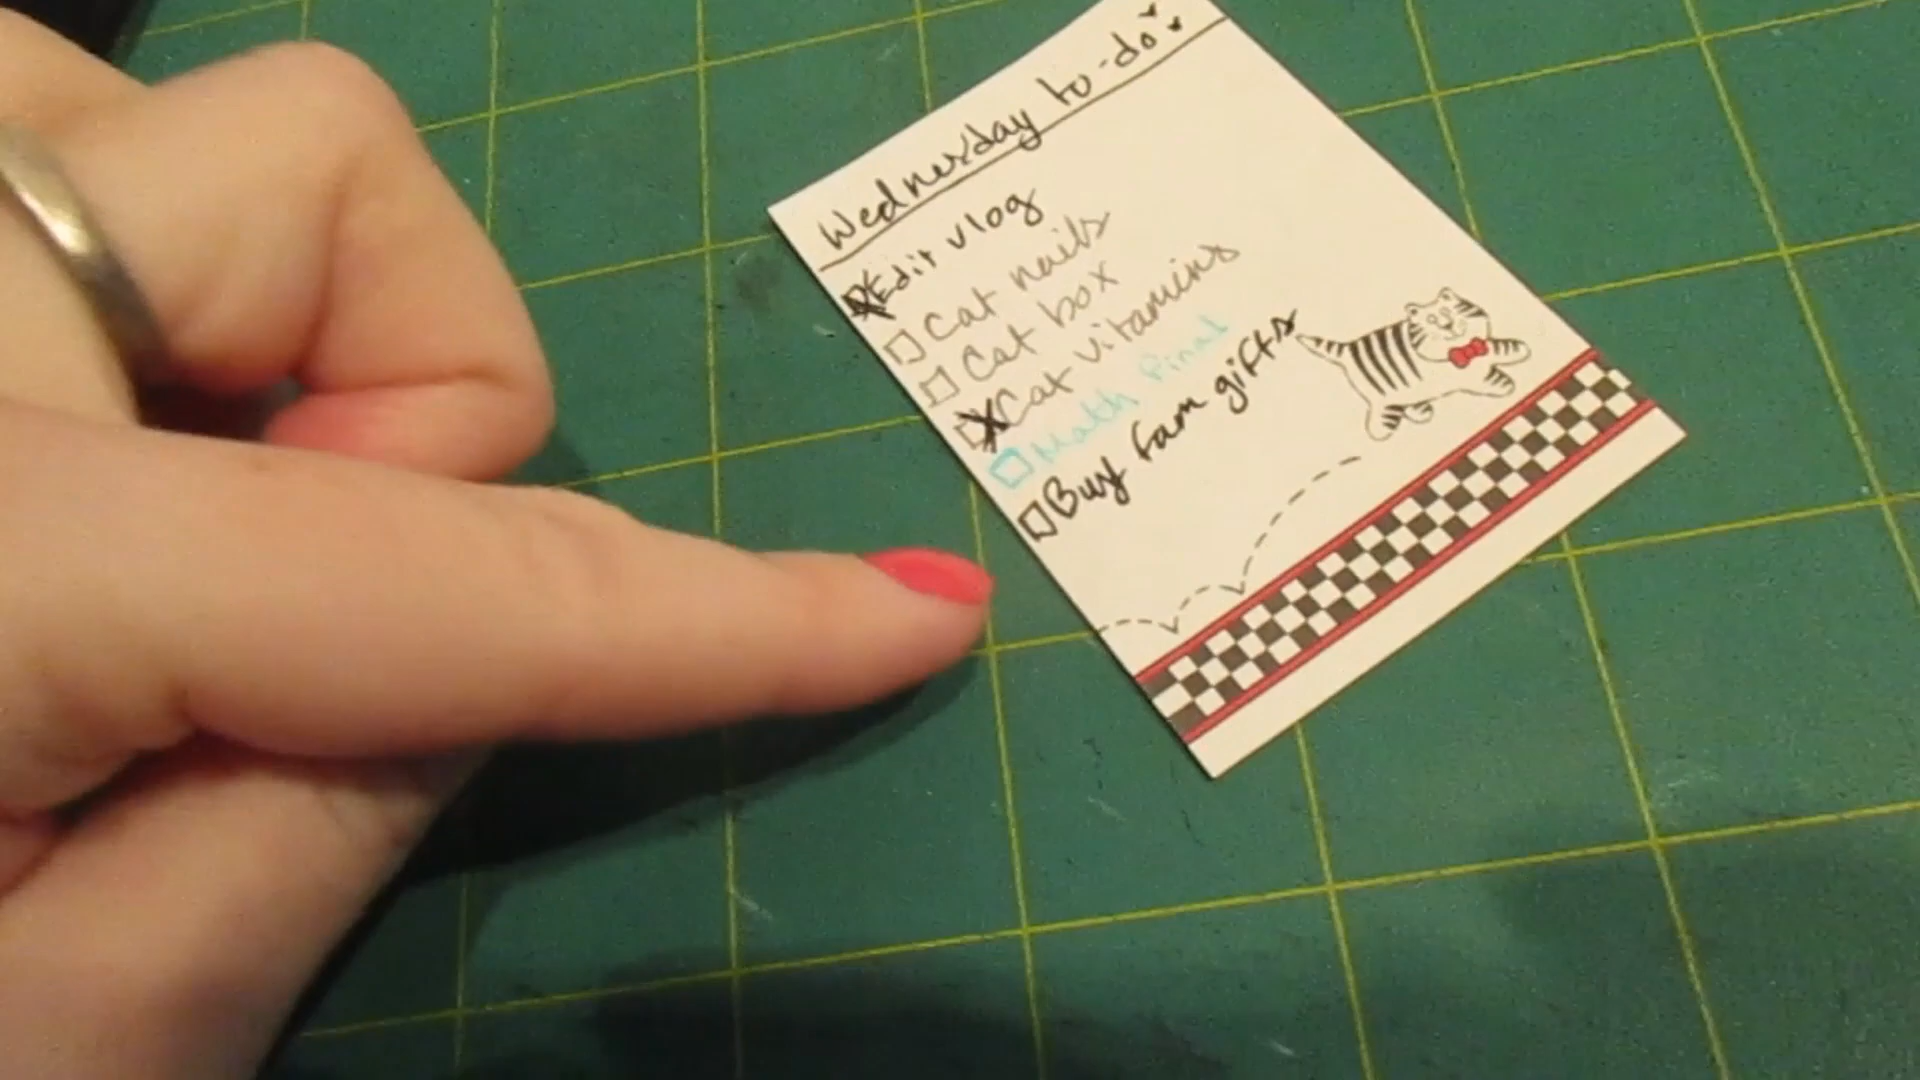 Wednesday to-do
Edit vlog
Cat nails
Cat box
Cat vitamins
Math Final
Buy fam gifts